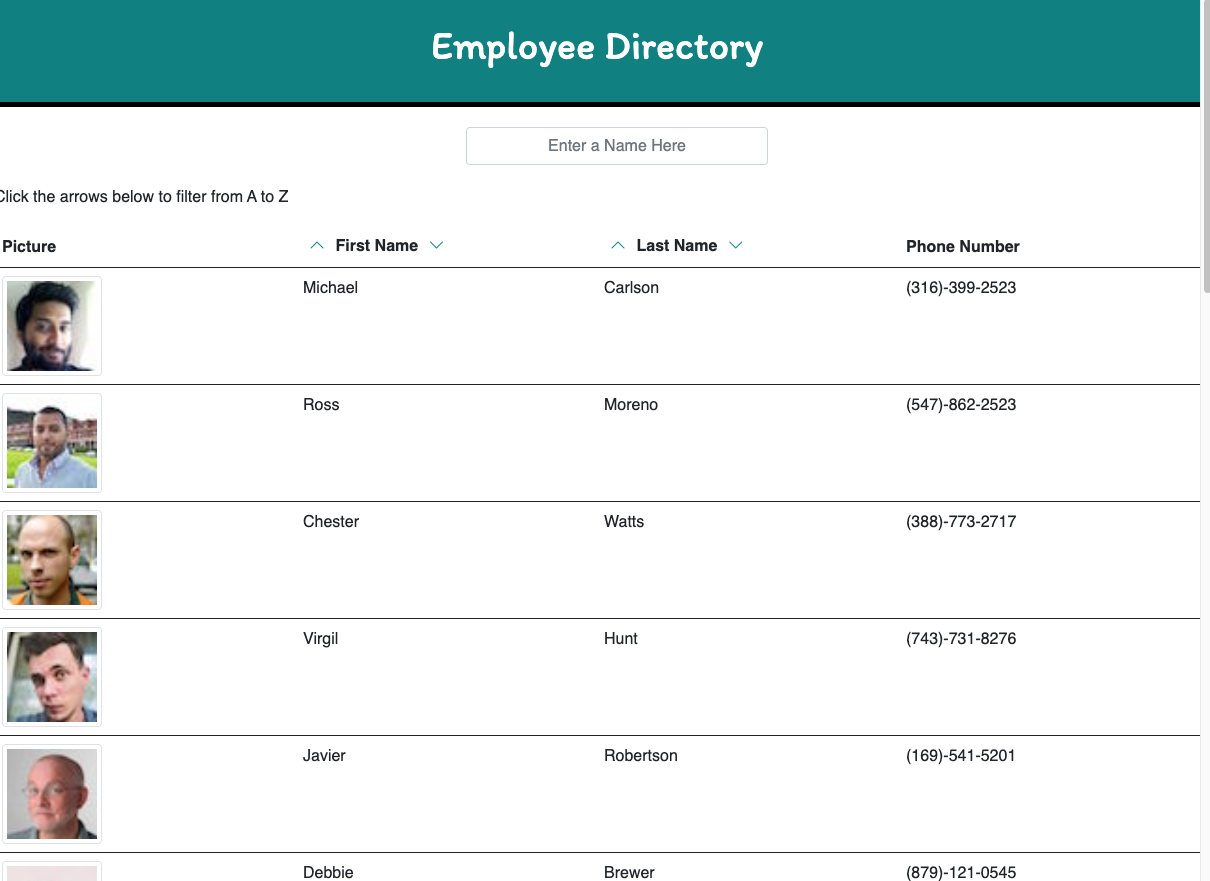 Employee Directory
Enter a Name Here
Click the arrows below to filter from A to Z
Picture First Name Last Name Phone Number
Michael Carlson (316)-399-2523
Ross Moreno (547)-862-2523
Chester Watts (388)-773-2717
Virgil Hunt (743)-731-8276
Javier Robertson (169)-541-5201
Debbie Brewer (879)-121-0545